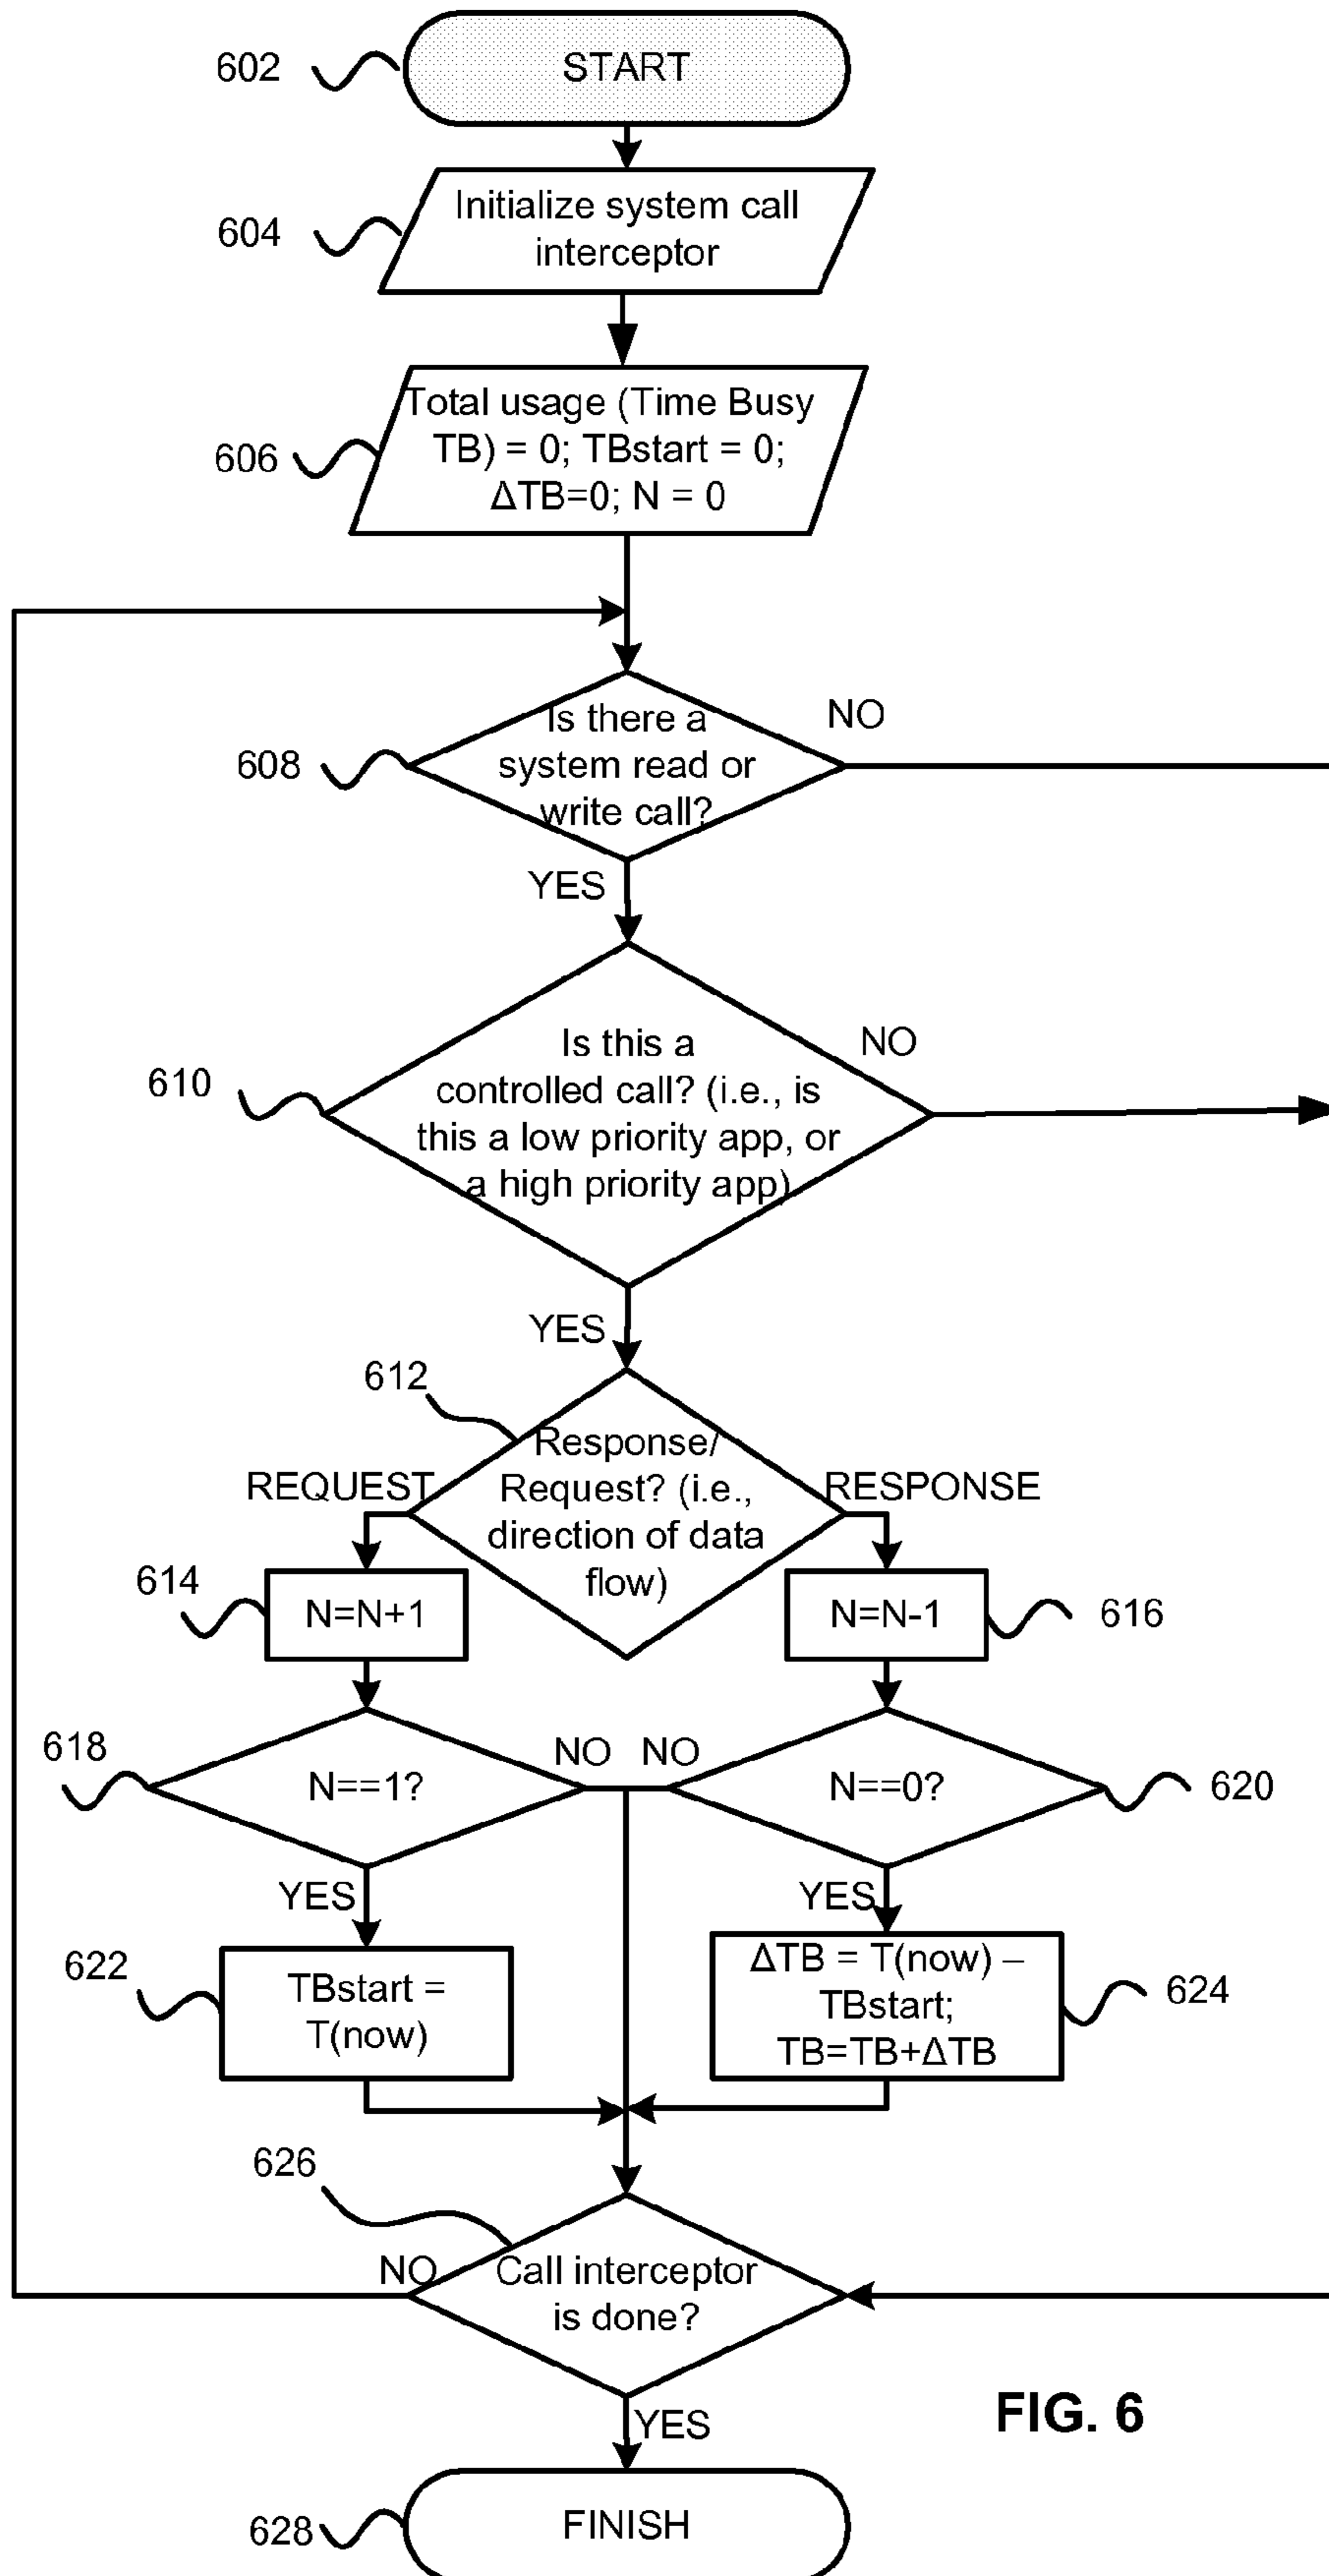 602
START
604
Initialize system call
interceptor
606
Total usage (Time Busy
TB) = 0; TBstart = 0;
ΔTB=0; N = 0
608
Is there a
system read or
write call?
NO
YES
610
Is this a
controlled call? (i.e., is
this a low priority app, or
a high priority app)
NO
YES
612
Response/
Request? (i.e.,
direction of data
flow)
REQUEST
RESPONSE
614
N=N+1
N=N-1
616
618
N==1?
NO
NO
N==0?
620
YES
YES
622
TBstart =
T(now)
ΔTB = T(now) –
TBstart;
TB=TB+ΔTB
624
626
NO
Call interceptor
is done?
YES
FIG. 6
628
FINISH